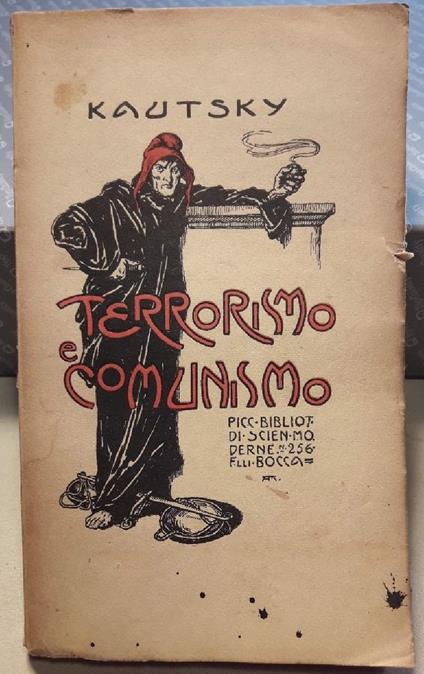 KAUTSKY
TERRORISMO
e
COMUNISMO
PICC·BIBLIOT·
DI·SCIEN·MO
DERNE·N·256·
F.LLI·BOCCA=